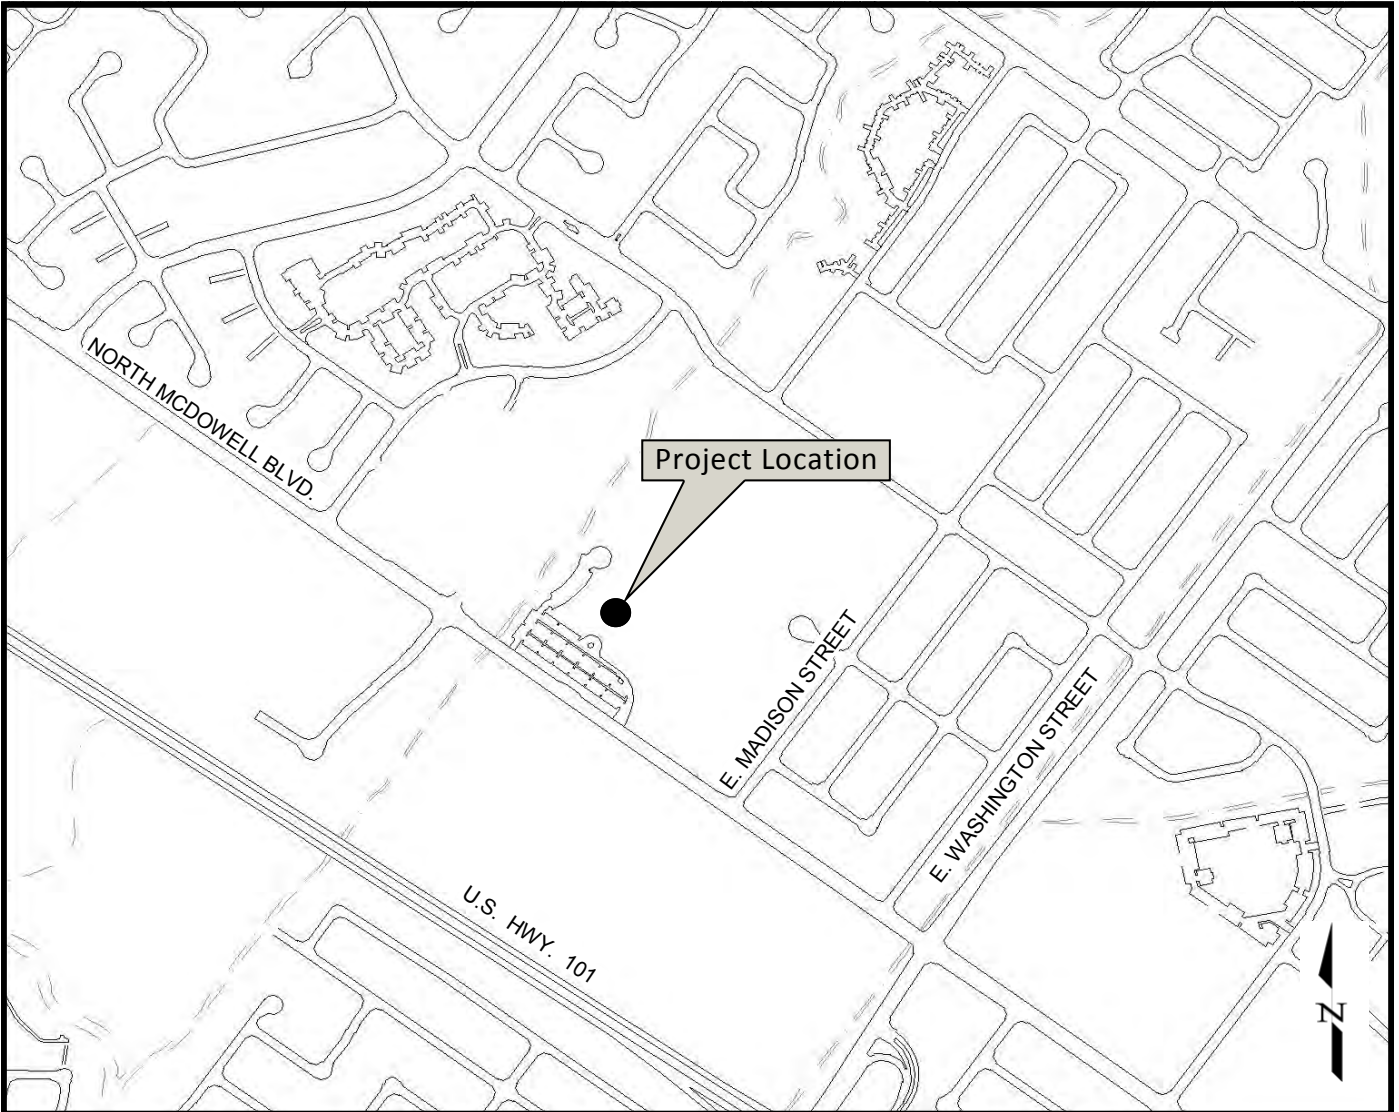 NORTH MCDOWELL BLVD.
Project Location
E. MADISON STREET
E. WASHINGTON STREET
U.S. HWY. 101
N